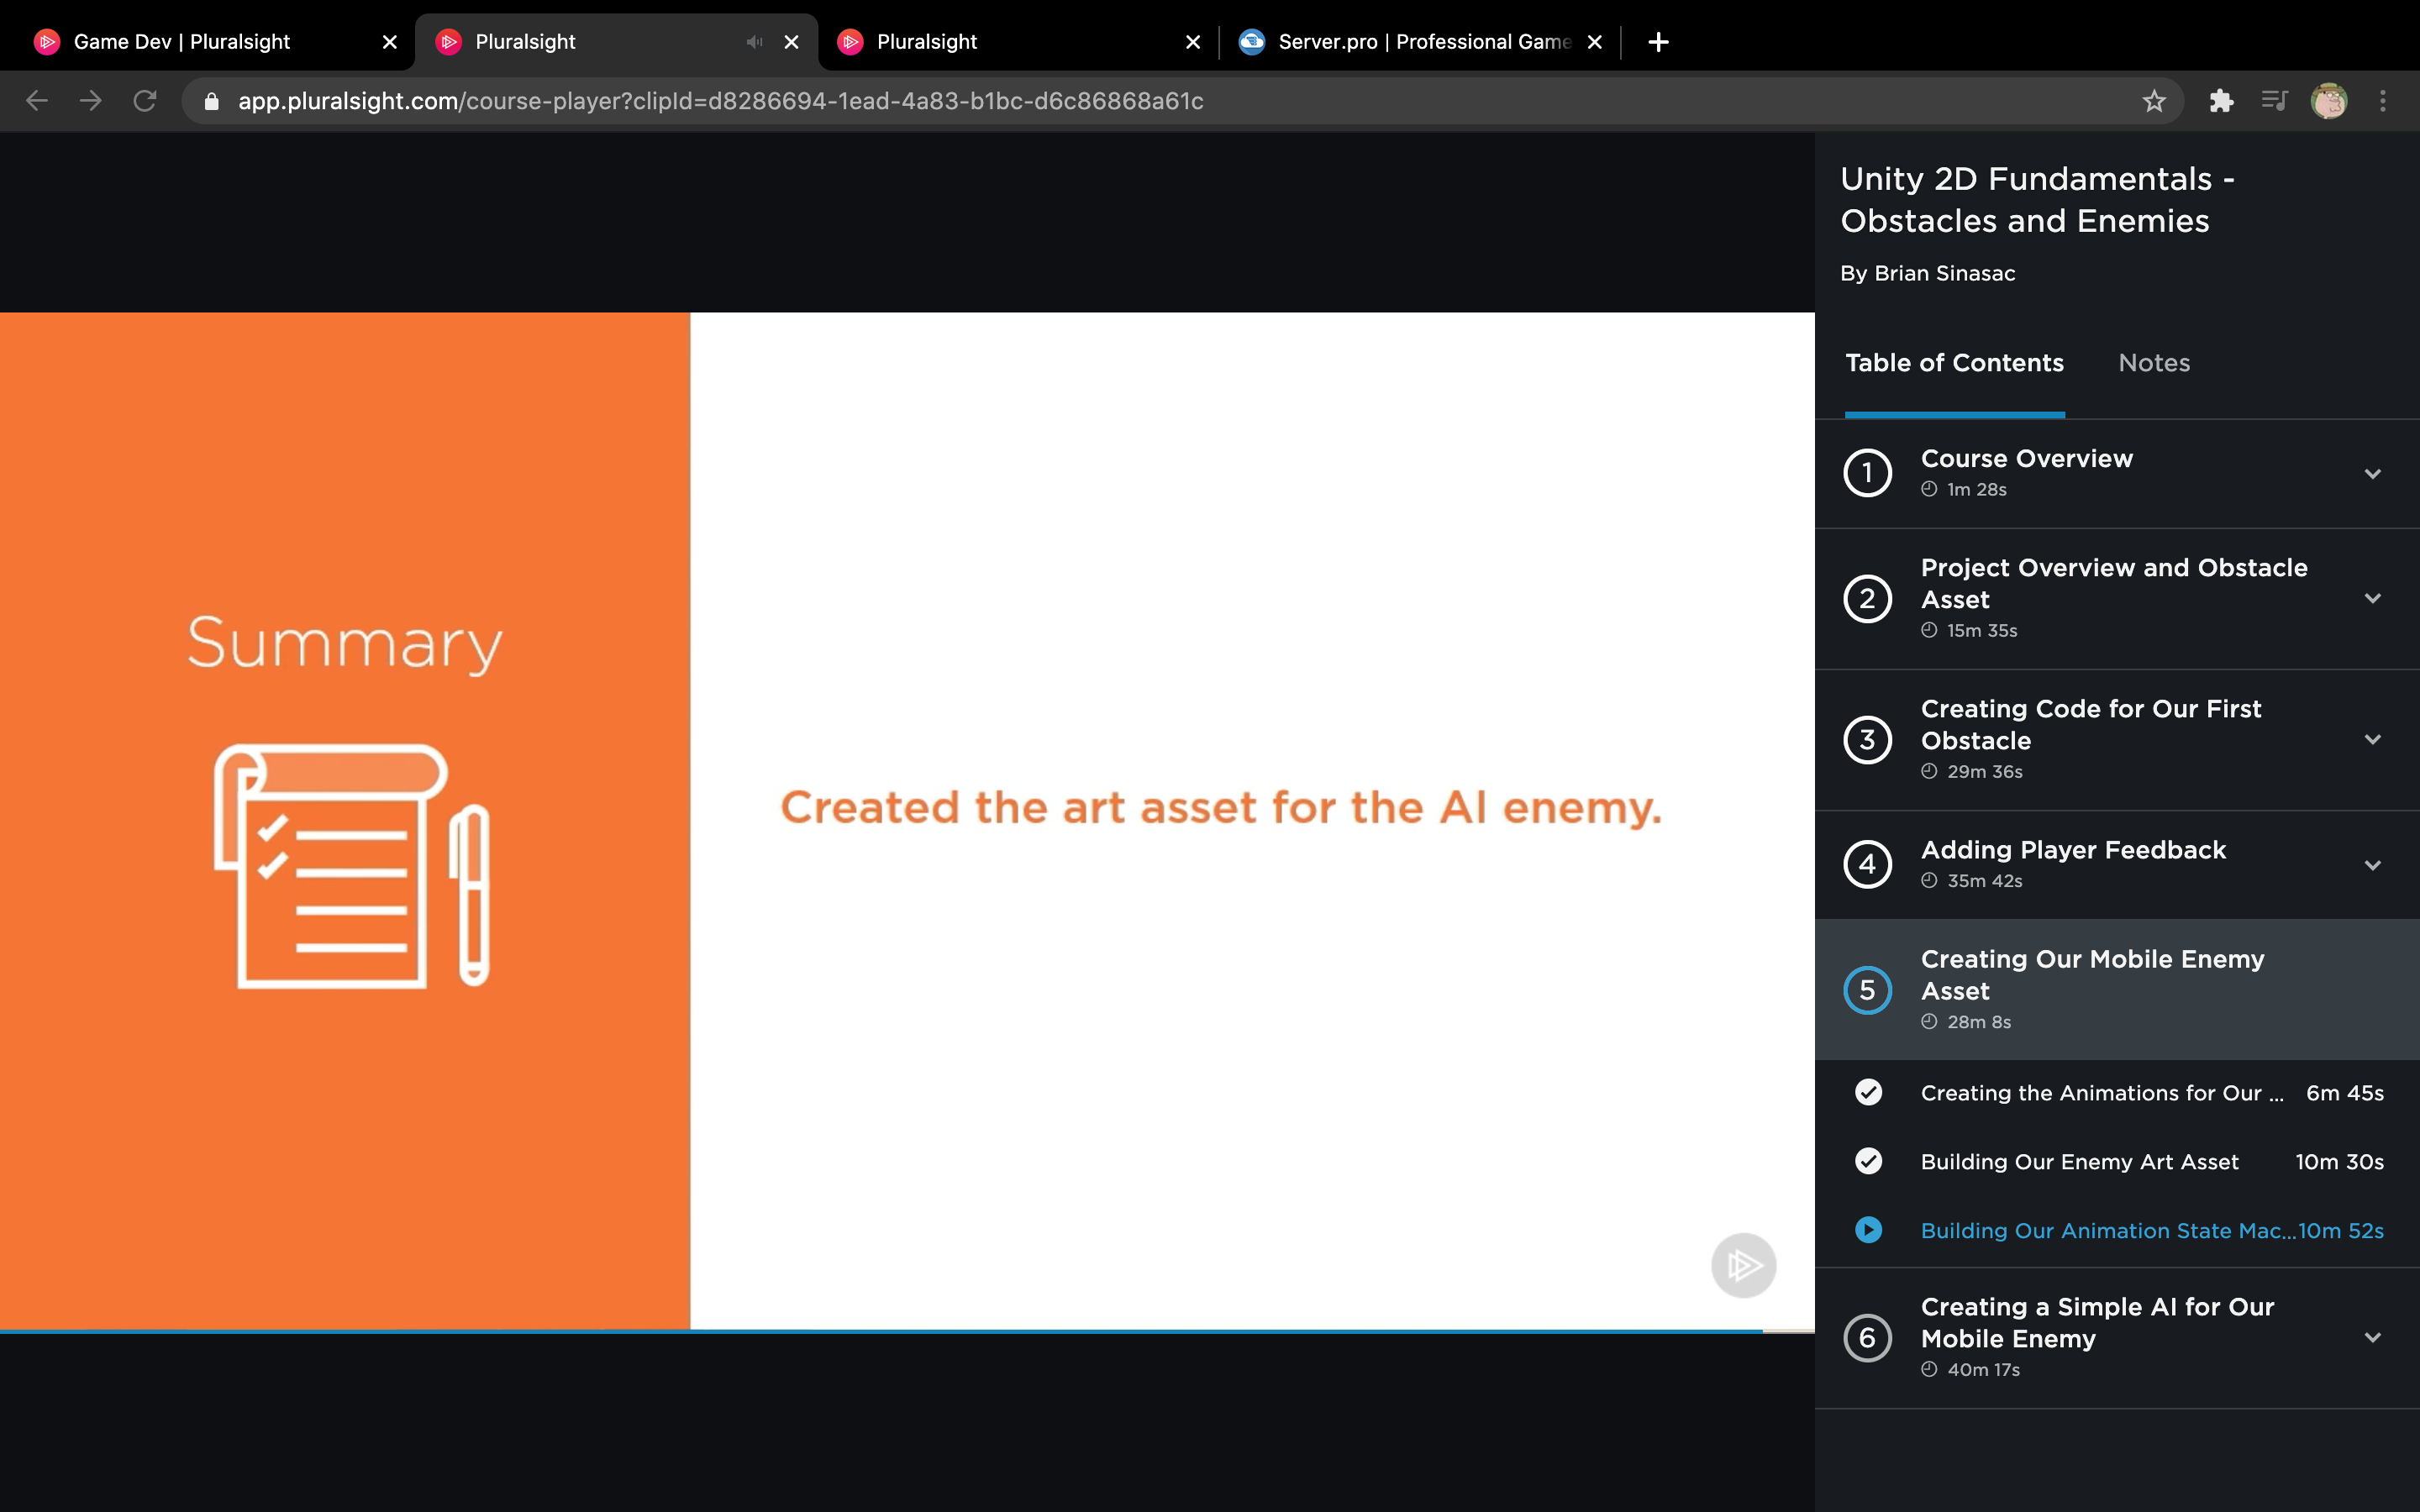 Game Dev | Pluralsight
Pluralsight
Pluralsight
Server.pro | Professional Game
app.pluralsight.com/course-player?clipId=d8286694-1ead-4a83-b1bc-d6c86868a61c
Summary
Created the art asset for the AI enemy.
Unity 2D Fundamentals -
Obstacles and Enemies
By Brian Sinasac
Table of Contents
Notes
1
Course Overview
1m 28s
2
Project Overview and Obstacle
Asset
15m 35s
3
Creating Code for Our First
Obstacle
29m 36s
4
Adding Player Feedback
35m 42s
5
Creating Our Mobile Enemy
Asset
28m 8s
Creating the Animations for Our ... 6m 45s
Building Our Enemy Art Asset 10m 30s
Building Our Animation State Mac... 10m 52s
6
Creating a Simple AI for Our
Mobile Enemy
40m 17s